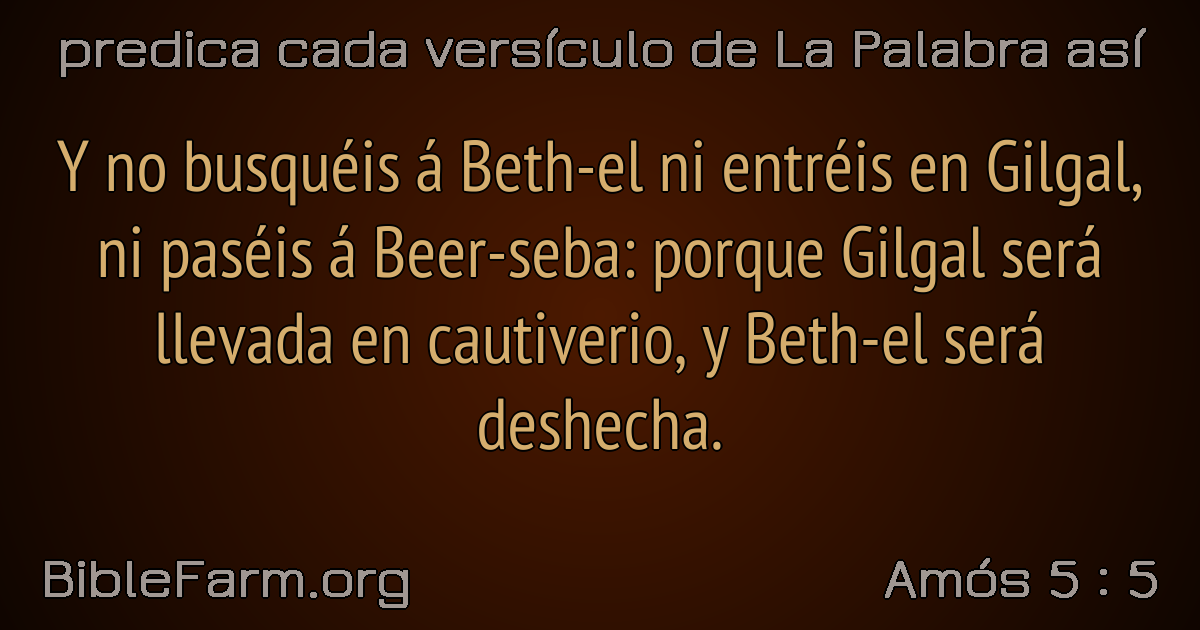 predica cada versículo de La Palabra así
Y no busquéis á Beth-el ni entréis en Gilgal,
ni paséis á Beer-seba: porque Gilgal será
llevada en cautiverio, y Beth-el será
deshecha.
BibleFarm.org
Amós 5 : 5